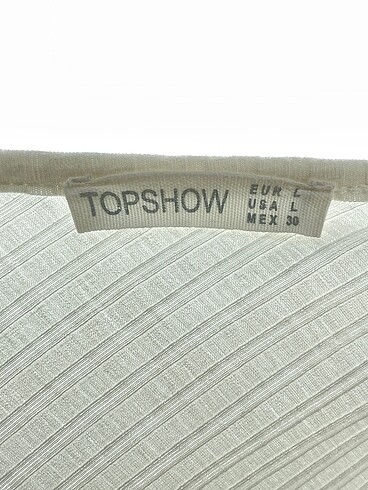 TOPSHOW
EUR L
USA L
MEX 30